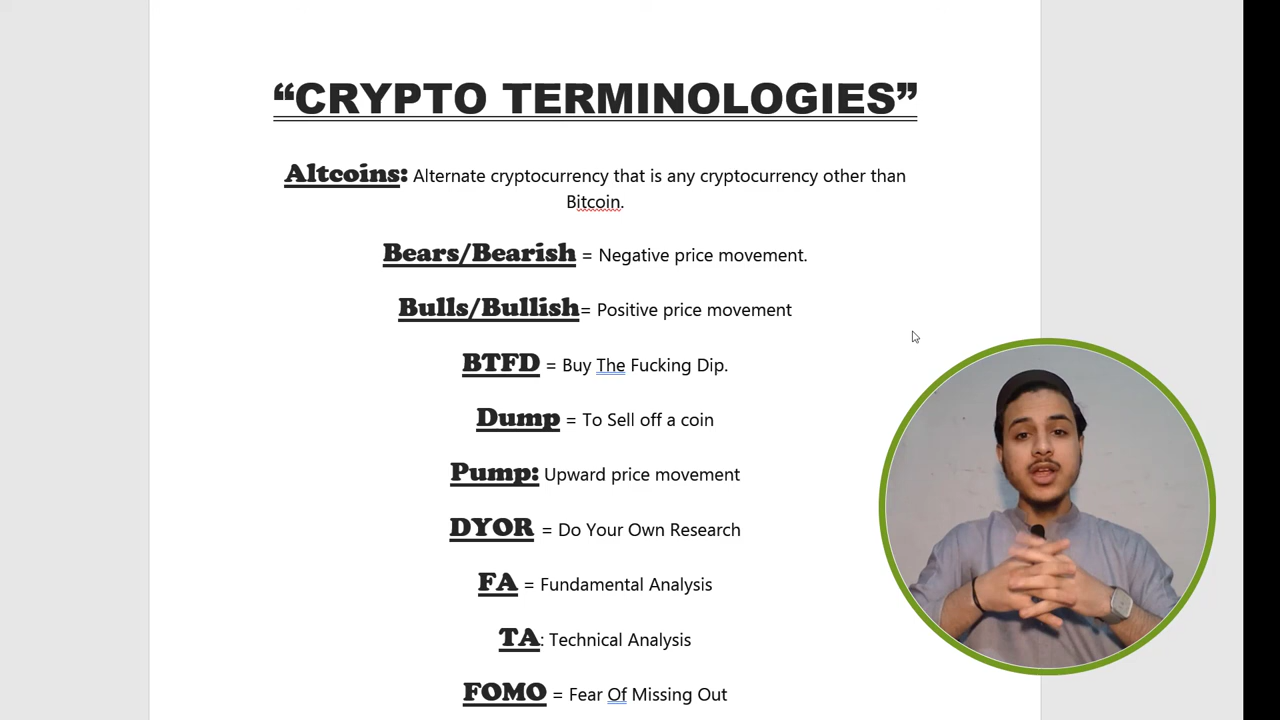 “CRYPTO TERMINOLOGIES”
Altcoins: Alternate cryptocurrency that is any cryptocurrency other than
Bitcoin.
Bears/Bearish = Negative price movement.
Bulls/Bullish= Positive price movement
BTFD = Buy The Fucking Dip.
Dump = To Sell off a coin
Pump: Upward price movement
DYOR = Do Your Own Research
FA = Fundamental Analysis
TA: Technical Analysis
FOMO = Fear Of Missing Out